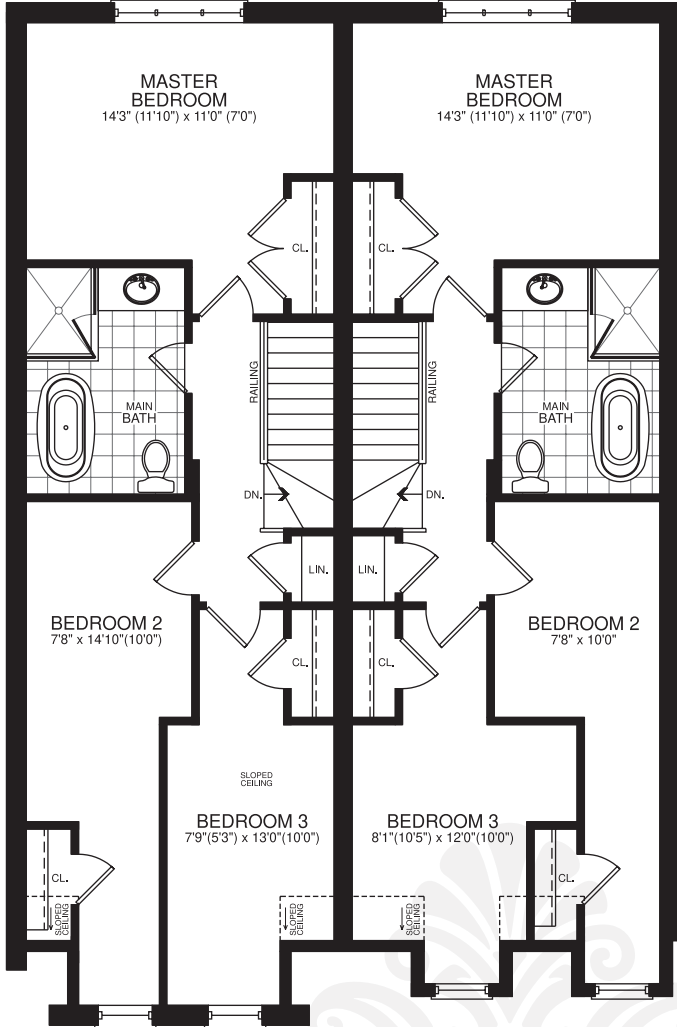 MASTER
BEDROOM
14'3" (11'10") x 11'0" (7'0")
MASTER
BEDROOM
14'3" (11'10") x 11'0" (7'0")
CL.
CL.
RAILING
RAILING
MAIN
BATH
MAIN
BATH
DN.
DN.
LIN.
LIN.
BEDROOM 2
7'8" x 14'10"(10'0")
BEDROOM 2
7'8" x 10'0"
CL.
CL.
SLOPED
CEILING
BEDROOM 3
7'9"(5'3") x 13'0"(10'0")
BEDROOM 3
8'1"(10'5") x 12'0"(10'0")
CL.
CL.
SLOPED
CEILING
SLOPED
CEILING
SLOPED
CEILING